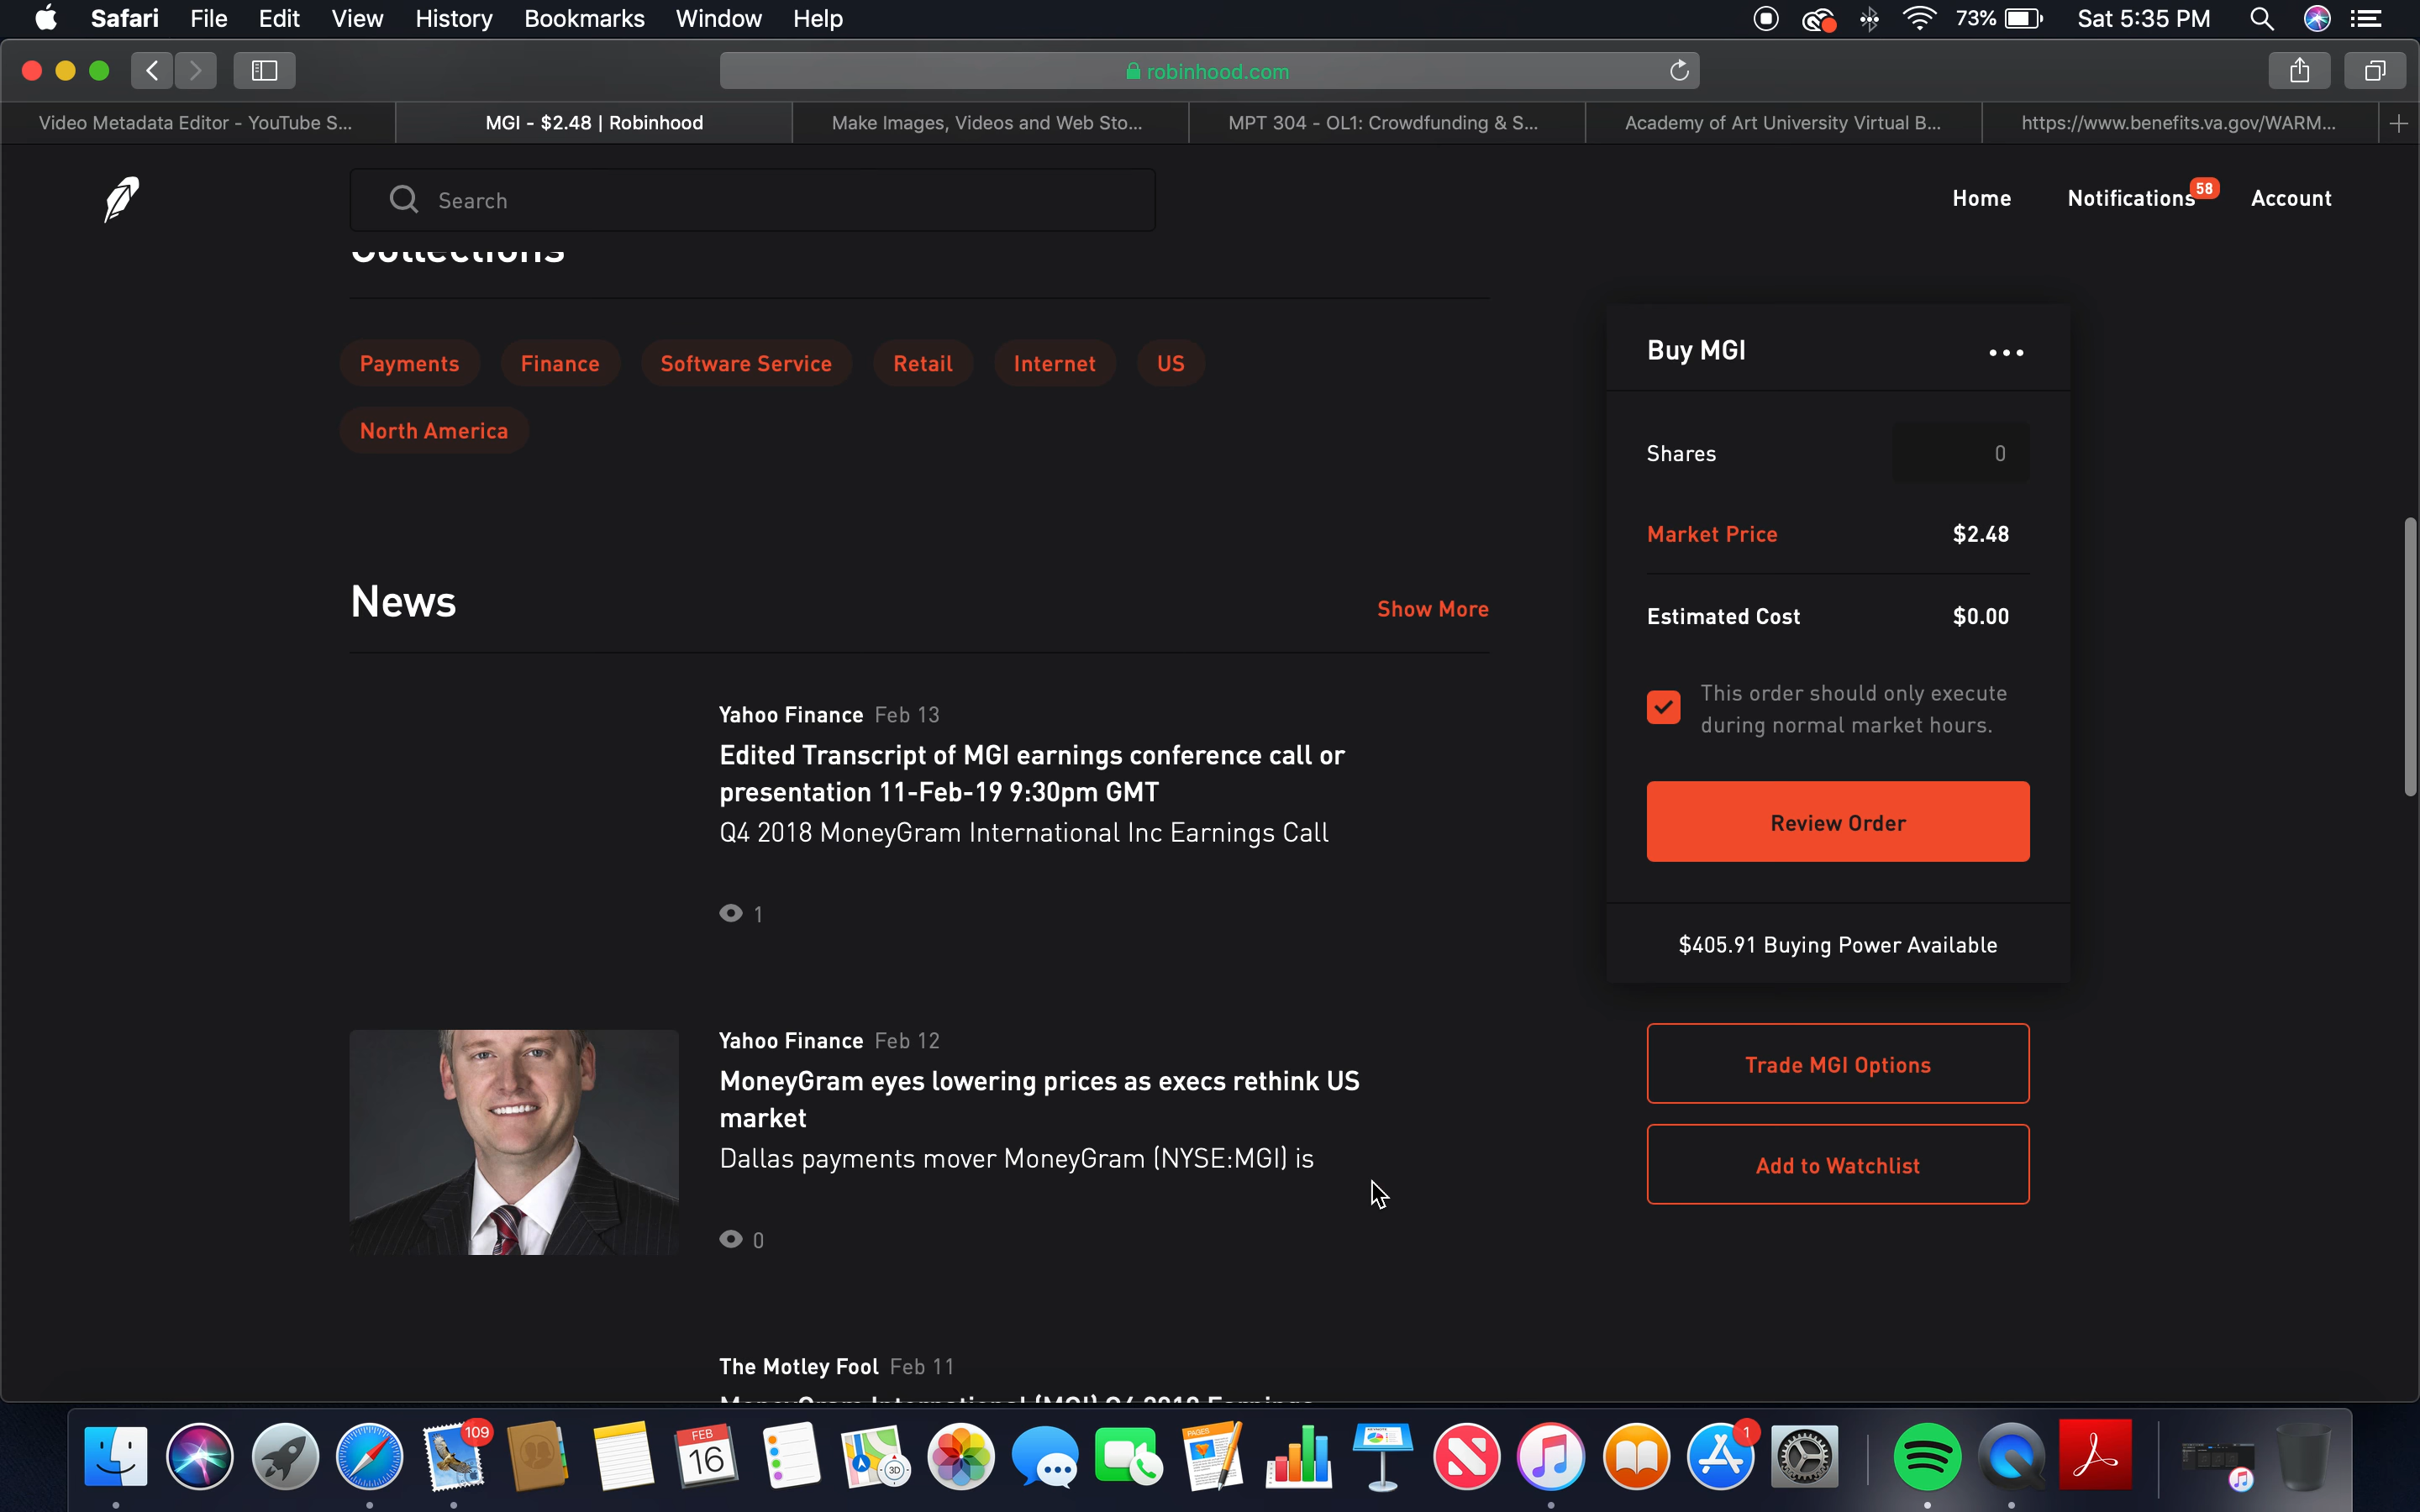 Safari File Edit View History Bookmarks Window Help 73% Sat 5:35 PM
robinhood.com
Video Metadata Editor - YouTube S... MGI - $2.48 | Robinhood Make Images, Videos and Web Sto... MPT 304 - OL1: Crowdfunding & S... Academy of Art University Virtual B... https://www.benefits.va.gov/WARM...
Search
Home Notifications 58 Account
Collections
Payments Finance Software Service Retail Internet US
North America
News Show More
Yahoo Finance Feb 13
Edited Transcript of MGI earnings conference call or
presentation 11-Feb-19 9:30pm GMT
Q4 2018 MoneyGram International Inc Earnings Call
1
Yahoo Finance Feb 12
MoneyGram eyes lowering prices as execs rethink US
market
Dallas payments mover MoneyGram (NYSE:MGI) is
0
The Motley Fool Feb 11
MoneyGram International (MGI) Q4 2018 Earnings
Buy MGI
Shares 0
Market Price $2.48
Estimated Cost $0.00
This order should only execute
during normal market hours.
Review Order
$405.91 Buying Power Available
Trade MGI Options
Add to Watchlist
109
FEB
16
3D
1